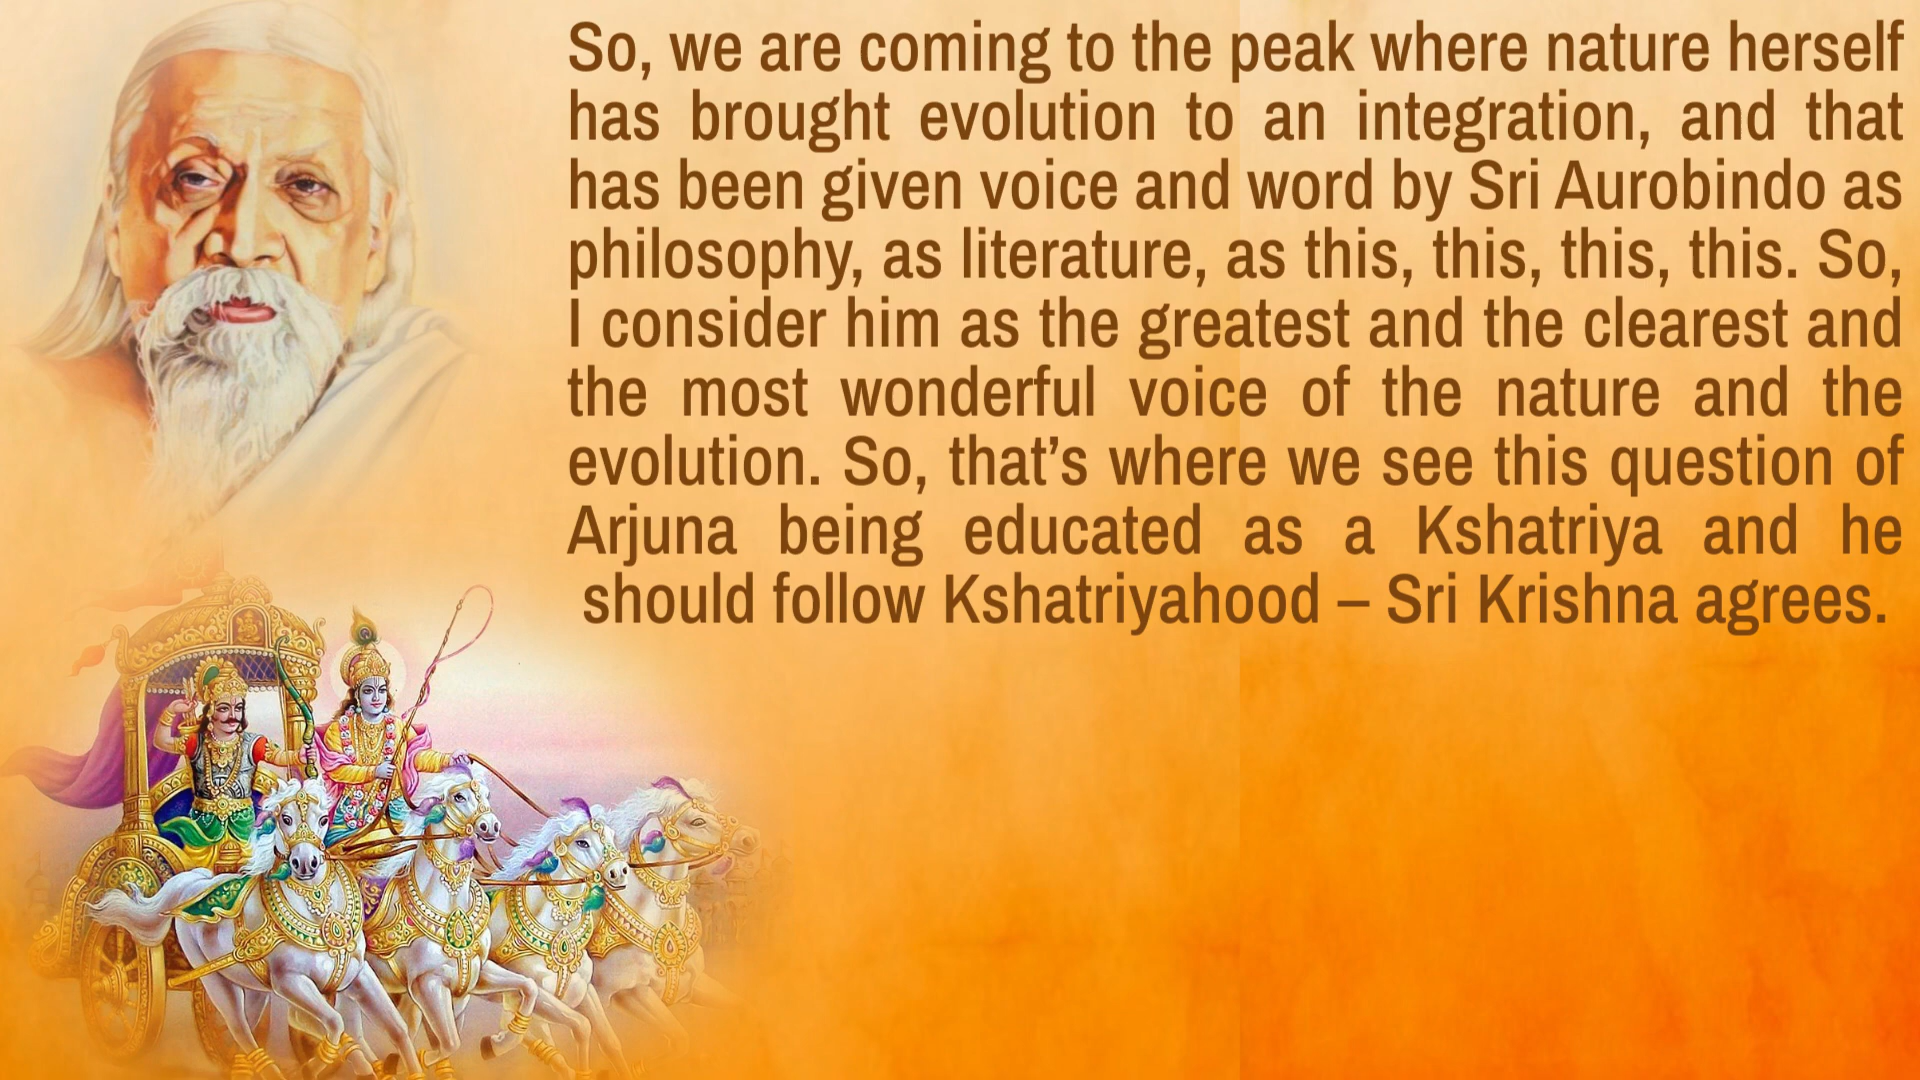 So, we are coming to the peak where nature herself
has brought evolution to an integration, and that
has been given voice and word by Sri Aurobindo as
philosophy, as literature, as this, this, this, this. So,
I consider him as the greatest and the clearest and
the most wonderful voice of the nature and the
evolution. So, that’s where we see this question of
Arjuna being educated as a Kshatriya and he
should follow Kshatriyahood – Sri Krishna agrees.